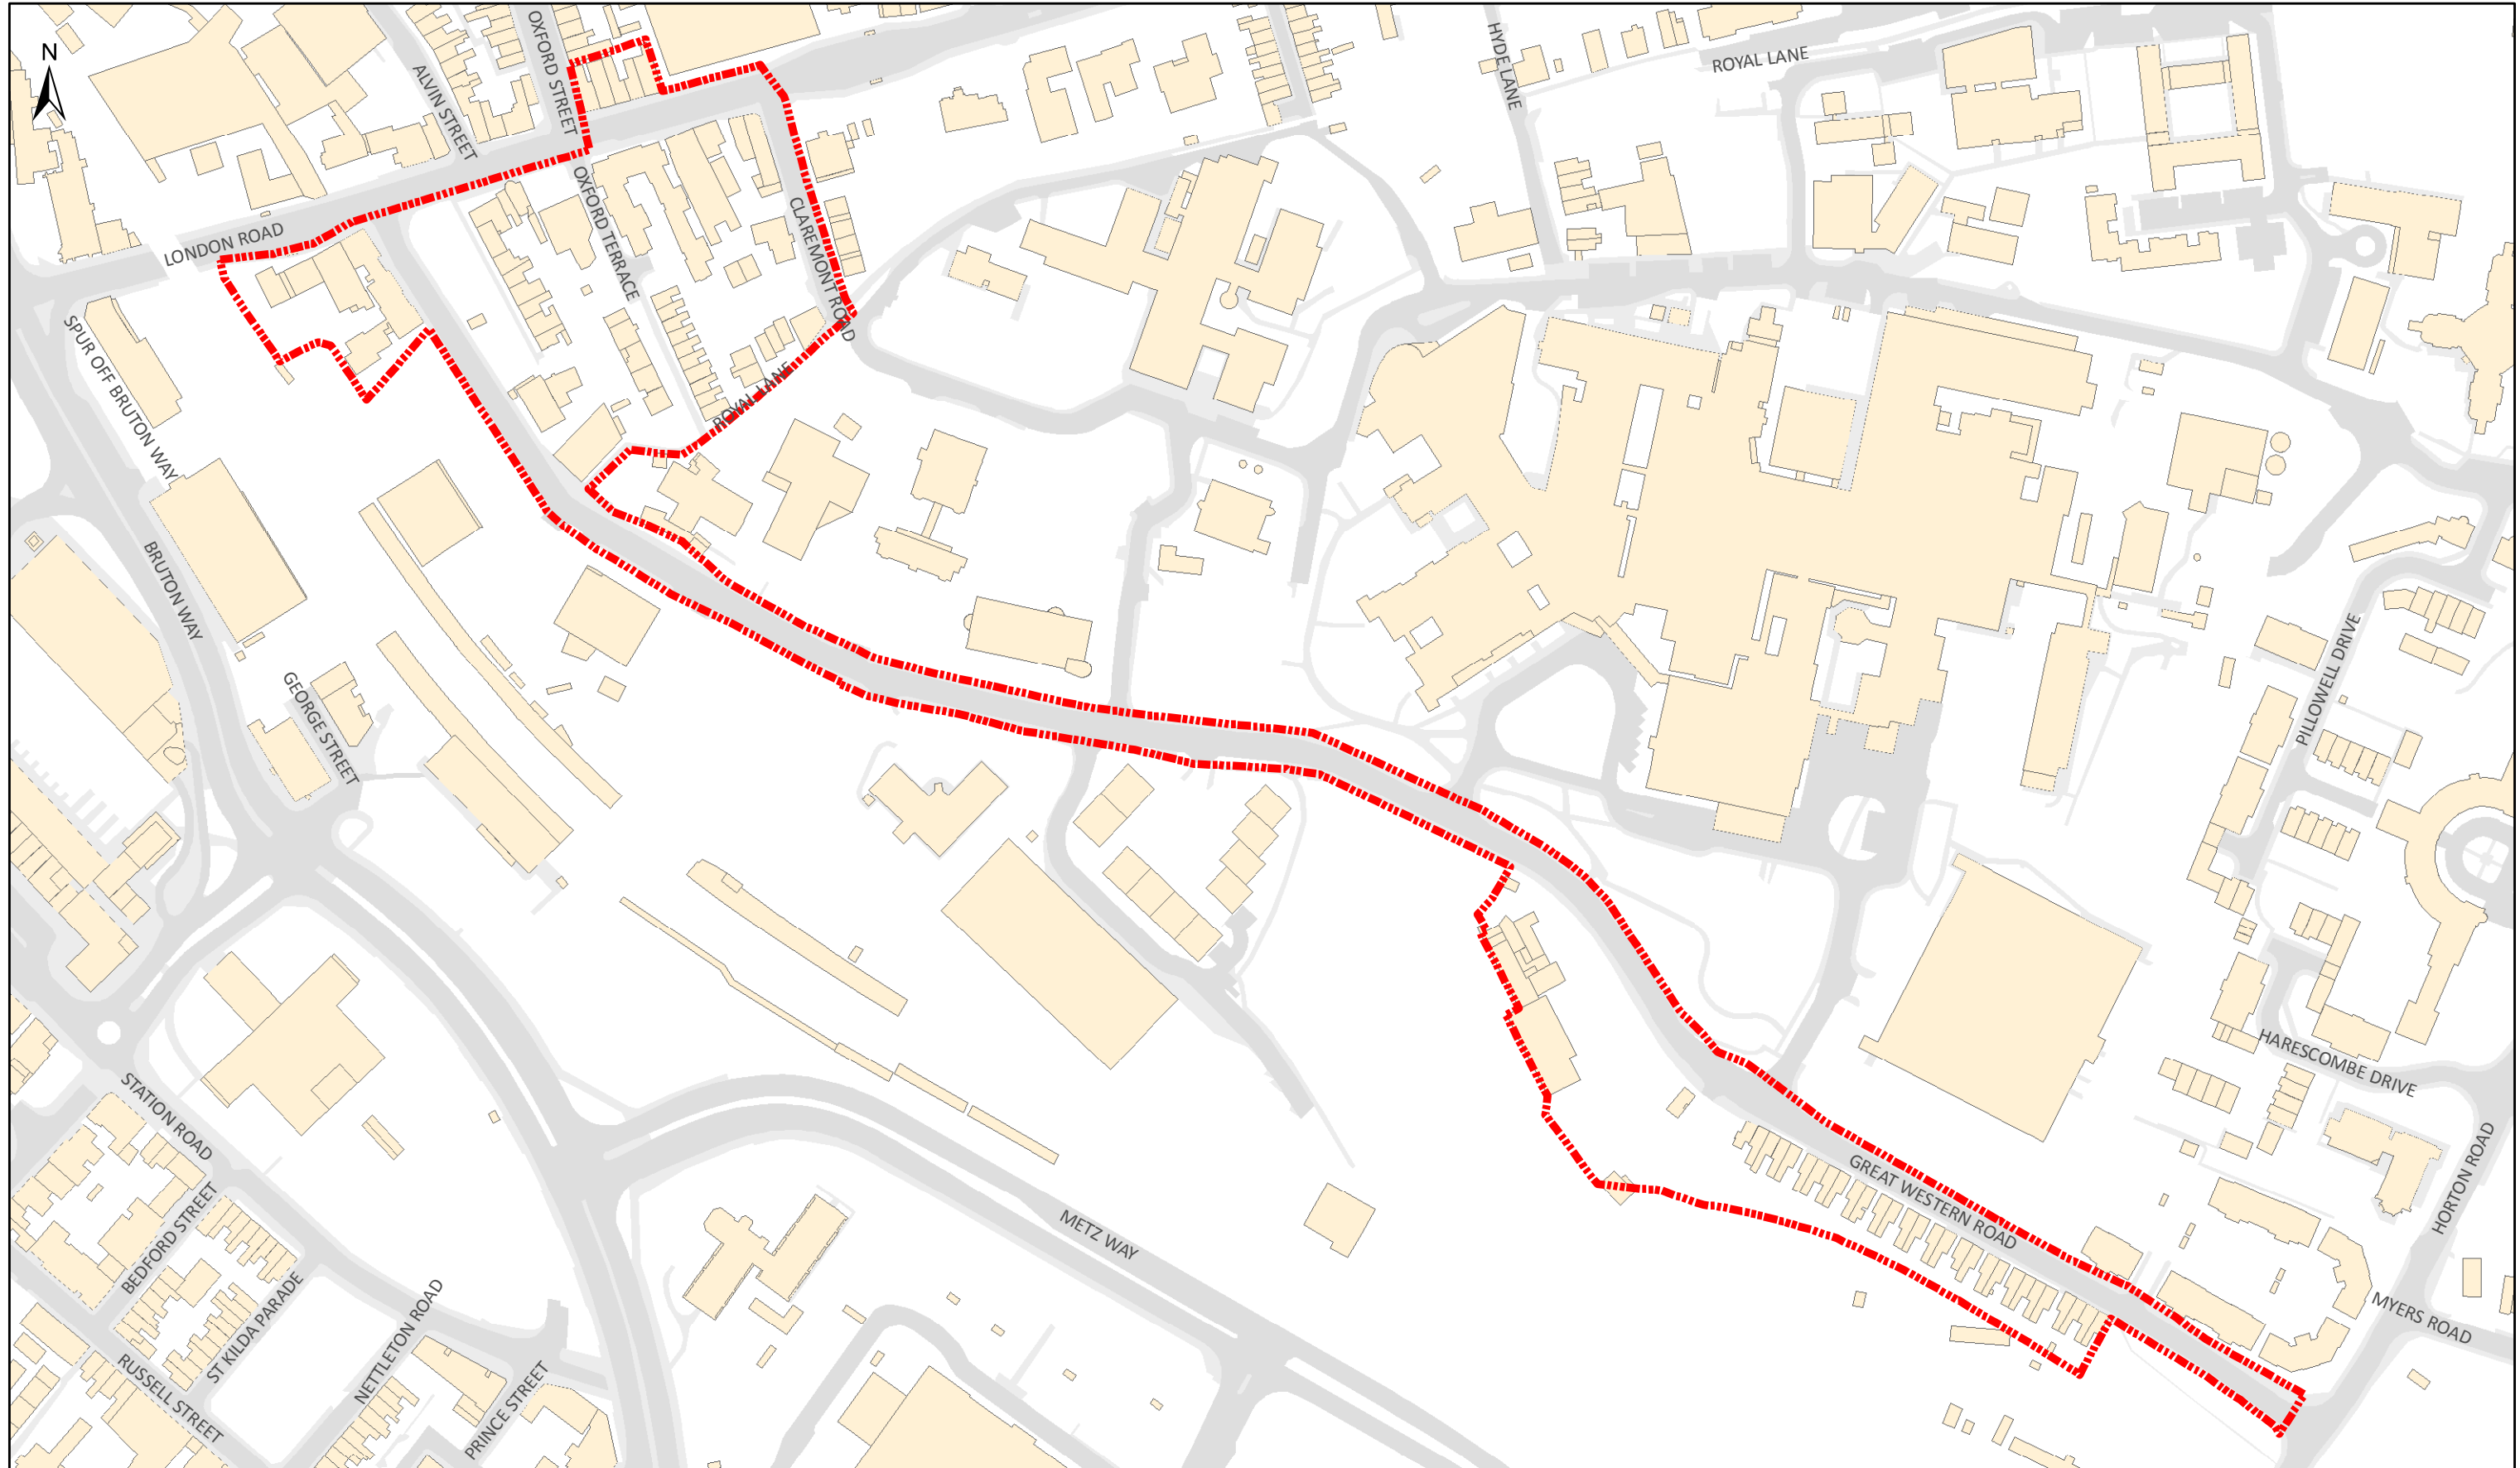 N
OXFORD STREET
ALVIN STREET
HYDE LANE
ROYAL LANE
LONDON ROAD
OXFORD TERRACE
CLAREMONT ROAD
SPUR OFF BRUTON WAY
ROYAL LANE
BRUTON WAY
GEORGE STREET
PILLOWELL DRIVE
HARESCOMBE DRIVE
STATION ROAD
GREAT WESTERN ROAD
HORTON ROAD
METZ WAY
BEDFORD STREET
ST KILDA PARADE
NETTLETON ROAD
MYERS ROAD
RUSSELL STREET
PRINCE STREET